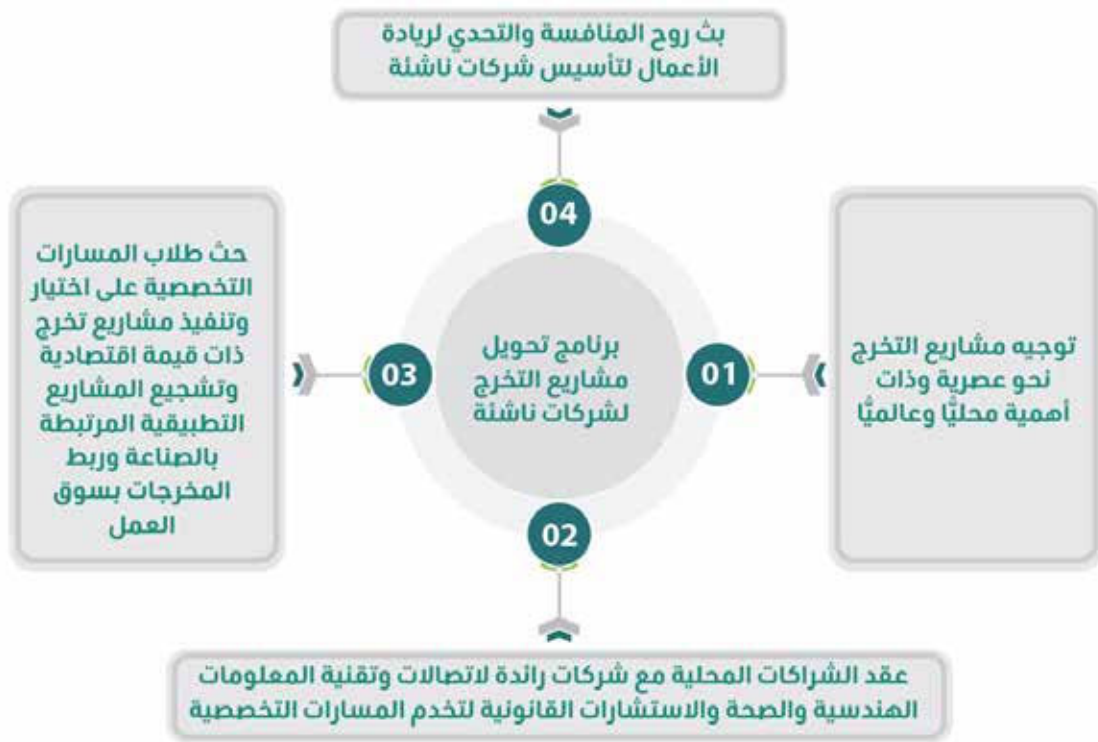 بث روح المنافسة والتحدي لريادة
الأعمال لتأسيس شركات ناشئة
04
توجيه مشاريع التخرج
نحو عصرية وذات
أهمية محليًّا وعالميًّا
01
برنامج تحويل
مشاريع التخرج
لشركات ناشئة
03
حث طلاب المسارات
التخصصية على اختيار
وتنفيذ مشاريع تخرج
ذات قيمة اقتصادية
وتشجيع المشاريع
التطبيقية المرتبطة
بالصناعة وربط
المخرجات بسوق
العمل
02
عقد الشراكات المحلية مع شركات رائدة لاتصالات وتقنية المعلومات
الهندسية والصحة والاستشارات القانونية لتخدم المسارات التخصصية